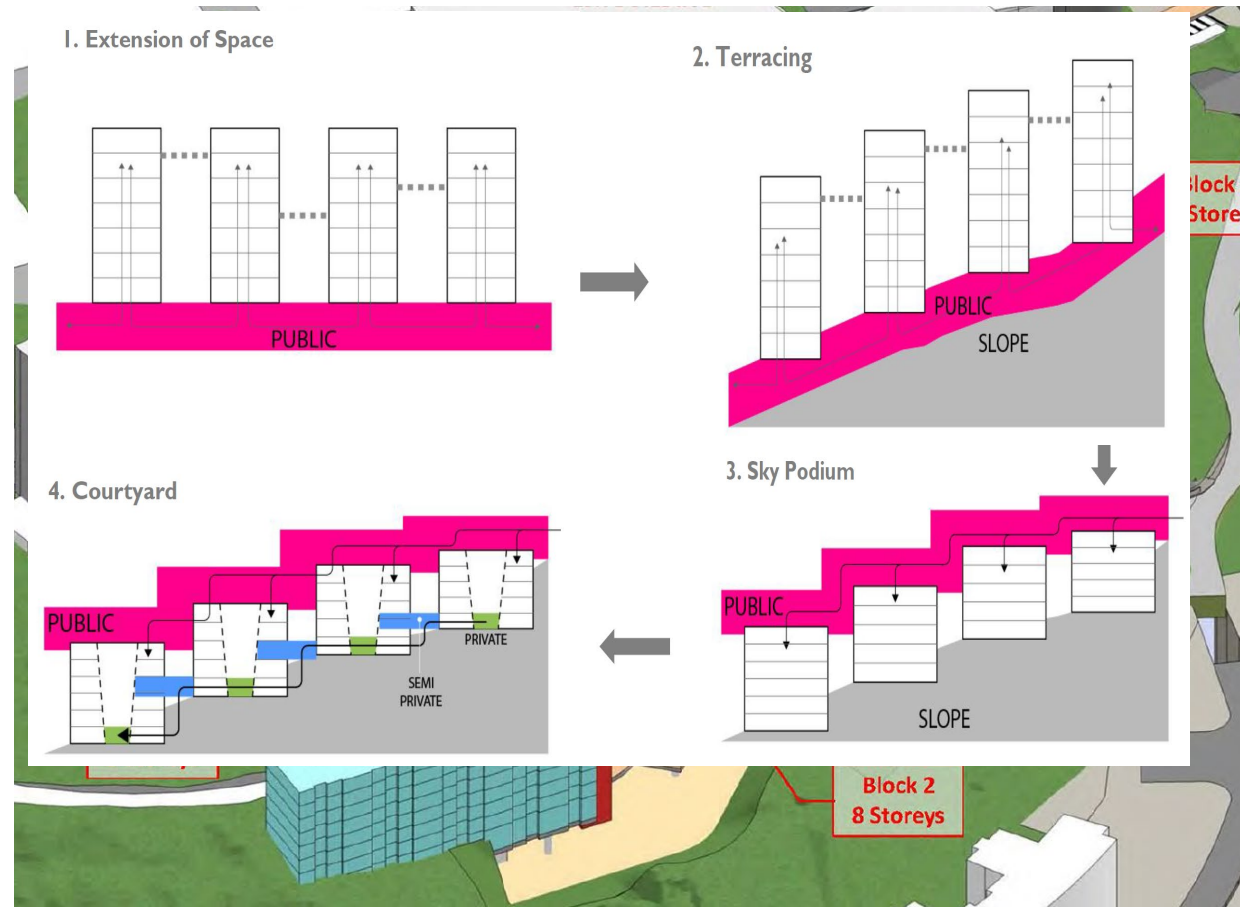 1. Extension of Space
2. Terracing
PUBLIC
PUBLIC
SLOPE
lock
Store
4. Courtyard
3. Sky Podium
PUBLIC
PRIVATE
SEMI
PRIVATE
PUBLIC
SLOPE
Block 2
8 Storeys